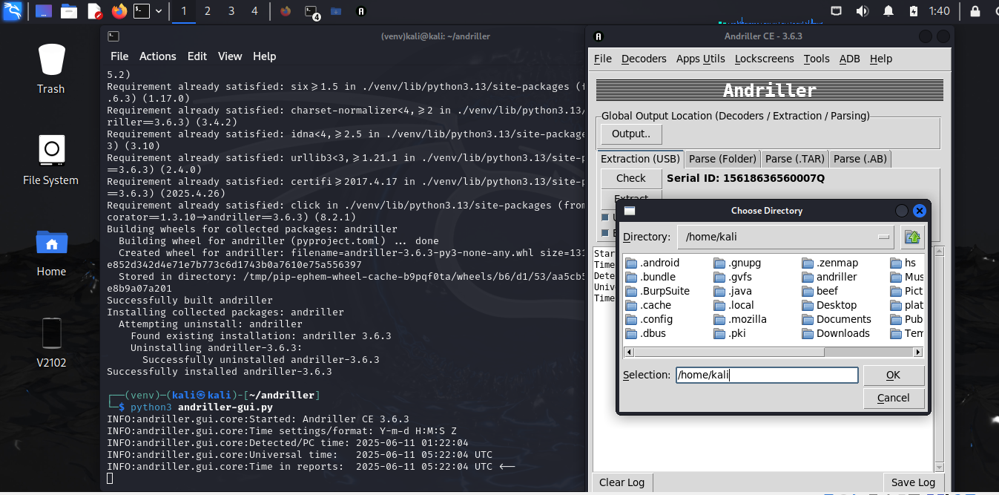 1 2 3 4 4 1:40
Trash
File System
Home
V2102
(venv)kali@kali: ~/andriller
File Actions Edit View Help
5.2)
Requirement already satisfied: six≥1.5 in ./venv/lib/python3.13/site-packages (f
.6.3) (1.17.0)
Requirement already satisfied: charset-normalizer<4,≥2 in ./venv/lib/python3.13/
riller==3.6.3) (3.4.2)
Requirement already satisfied: idna<4,≥2.5 in ./venv/lib/python3.13/site-package
3) (3.10)
Requirement already satisfied: urllib3<3,≥1.21.1 in ./venv/lib/python3.13/site-p
==3.6.3) (2.4.0)
Requirement already satisfied: certifi≥2017.4.17 in ./venv/lib/python3.13/site-p
==3.6.3) (2025.4.26)
Requirement already satisfied: click in ./venv/lib/python3.13/site-packages (from
corator==1.3.10→andriller==3.6.3) (8.2.1)
Building wheels for collected packages: andriller
Building wheel for andriller (pyproject.toml) ... done
Created wheel for andriller: filename=andriller-3.6.3-py3-none-any.whl size=131
e852d342d4e71e7b773c6d1743b0a7610e75a556397
Stored in directory: /tmp/pip-ephem-wheel-cache-b9pqf0ta/wheels/b6/d1/53/aa5cb5
e8b9a07a201
Successfully built andriller
Installing collected packages: andriller
Attempting uninstall: andriller
Found existing installation: andriller 3.6.3
Uninstalling andriller-3.6.3:
Successfully uninstalled andriller-3.6.3
Successfully installed andriller-3.6.3
┌──(venv)─(kali㉿kali)-[~/andriller]
└─$ python3 andriller-gui.py
INFO:andriller.gui.core:Started: Andriller CE 3.6.3
INFO:andriller.gui.core:Time settings/format: Y-m-d H:M:S Z
INFO:andriller.gui.core:Detected/PC time: 2025-06-11 01:22:04
INFO:andriller.gui.core:Universal time: 2025-06-11 05:22:04 UTC
INFO:andriller.gui.core:Time in reports: 2025-06-11 05:22:04 UTC ←—
Andriller CE - 3.6.3
File Decoders Apps Utils Lockscreens Tools ADB Help
Andriller
Global Output Location (Decoders / Extraction / Parsing)
Output..
Extraction (USB) Parse (Folder) Parse (.TAR) Parse (.AB)
Check Serial ID: 15618636560007Q
Extract
Star
Time
Dete
Univ
Time
Choose Directory
Directory: /home/kali
.android .gnupg .zenmap hs
.bundle .gvfs andriller Mus
.BurpSuite .java beef Pict
.cache .local Desktop plat
.config .mozilla Documents Pub
.dbus .pki Downloads Tem
Selection: /home/kali OK
Cancel
Clear Log Save Log